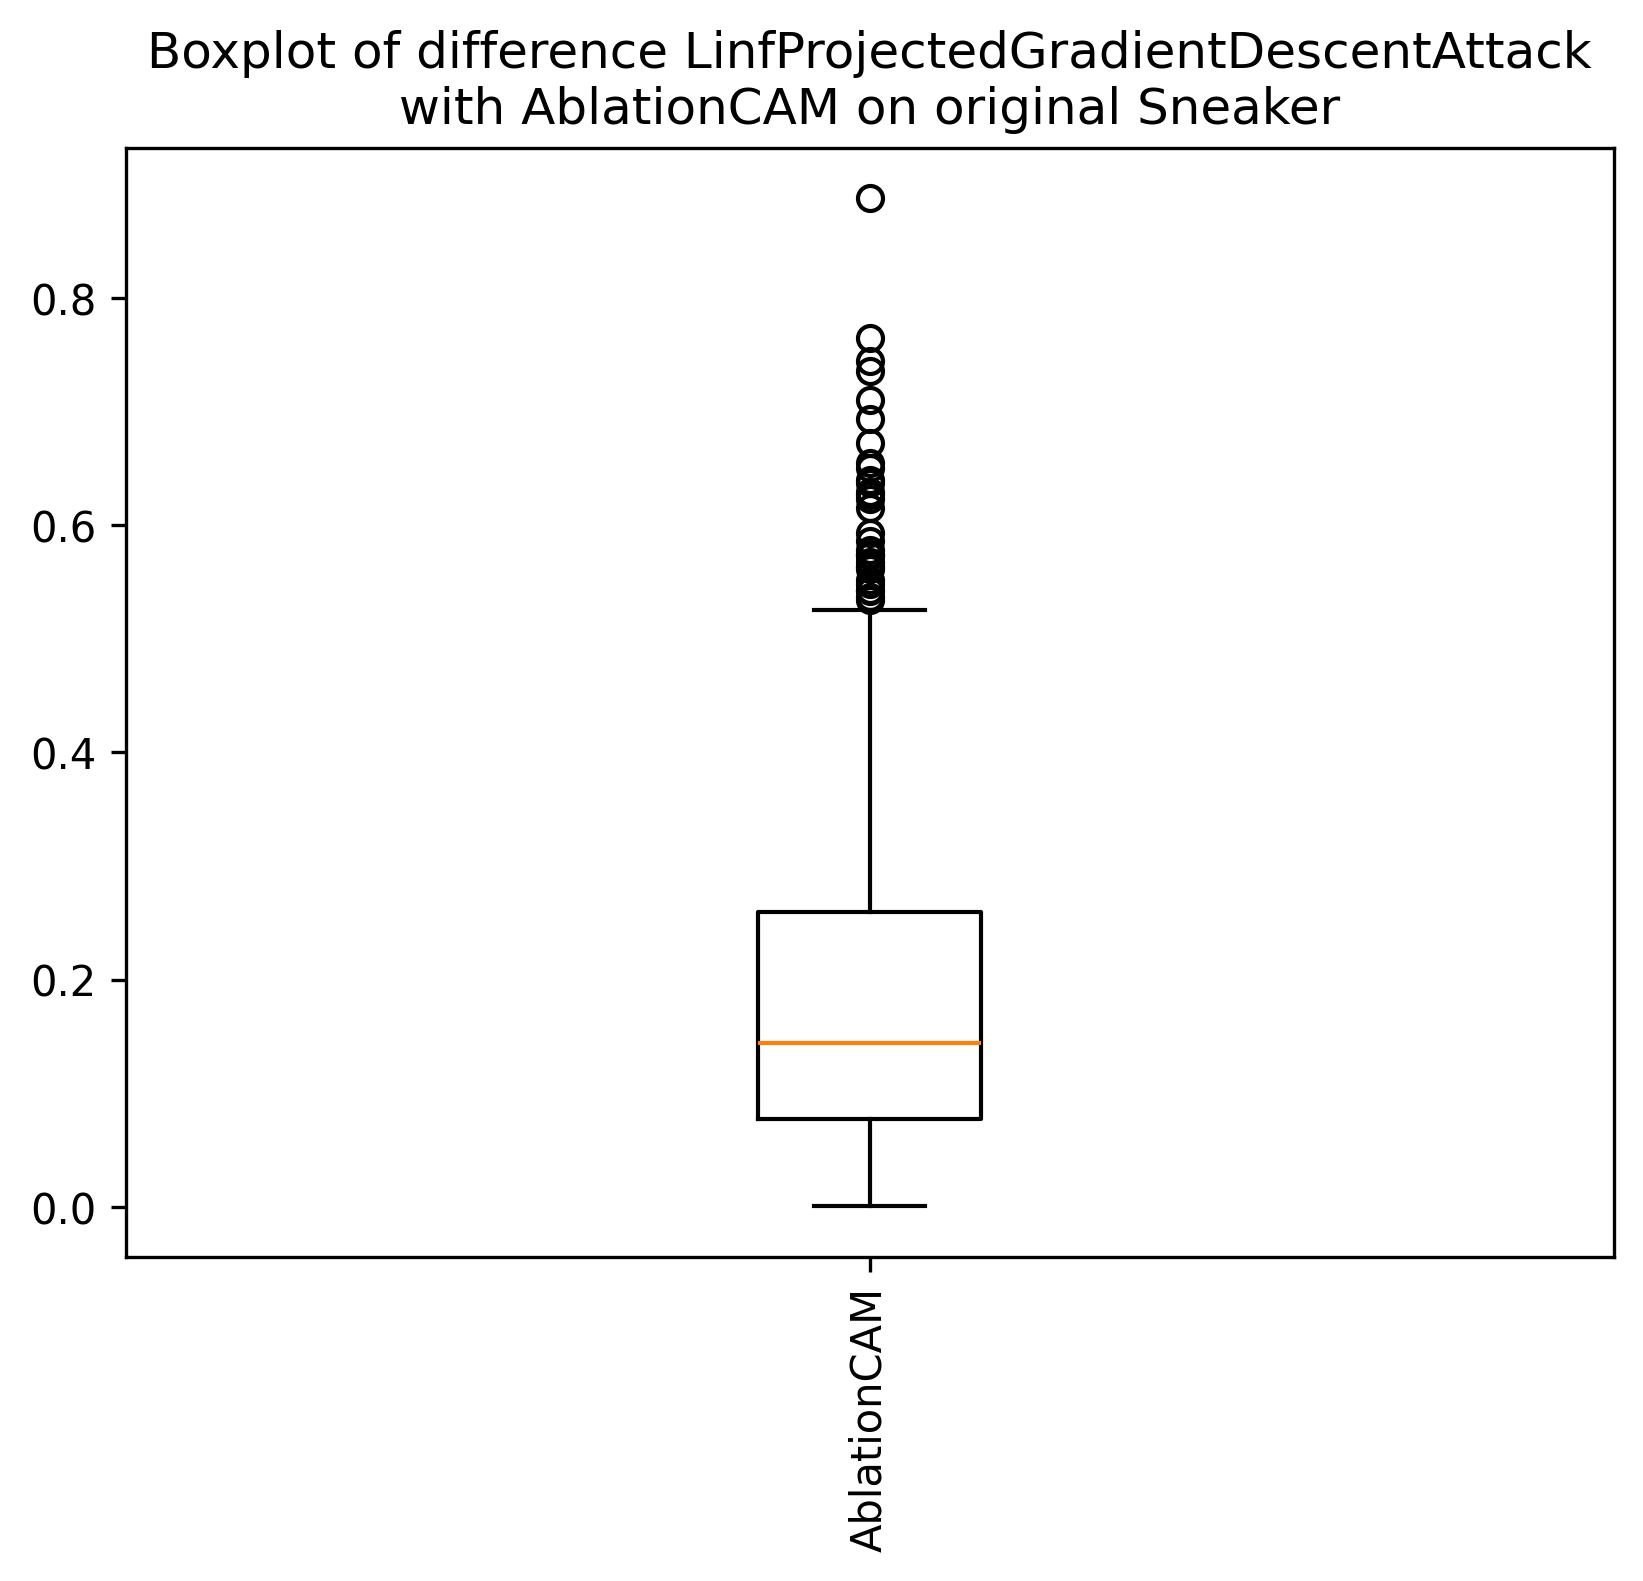 Boxplot of difference LinfProjectedGradientDescentAttack
with AblationCAM on original Sneaker
0.8
0.6
0.4
0.2
0.0
AblationCAM